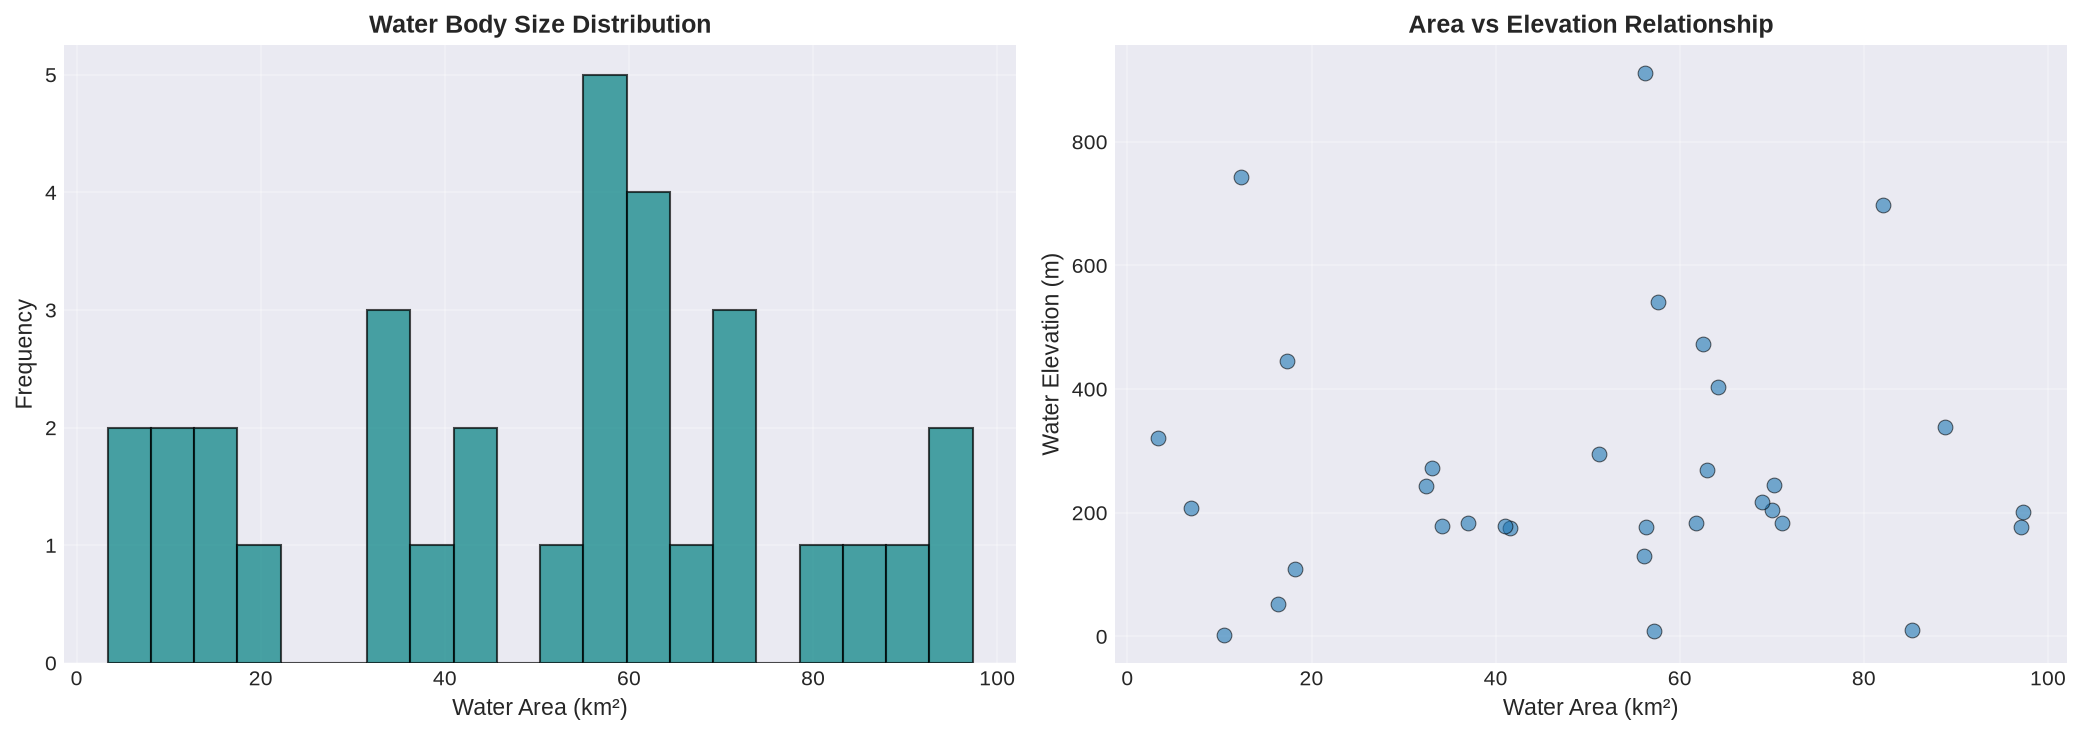 Water Body Size Distribution
5
4
3
2
1
0
Frequency
0 20 40 60 80 100
Water Area (km²)
Area vs Elevation Relationship
800
600
400
200
0
Water Elevation (m)
0 20 40 60 80 100
Water Area (km²)